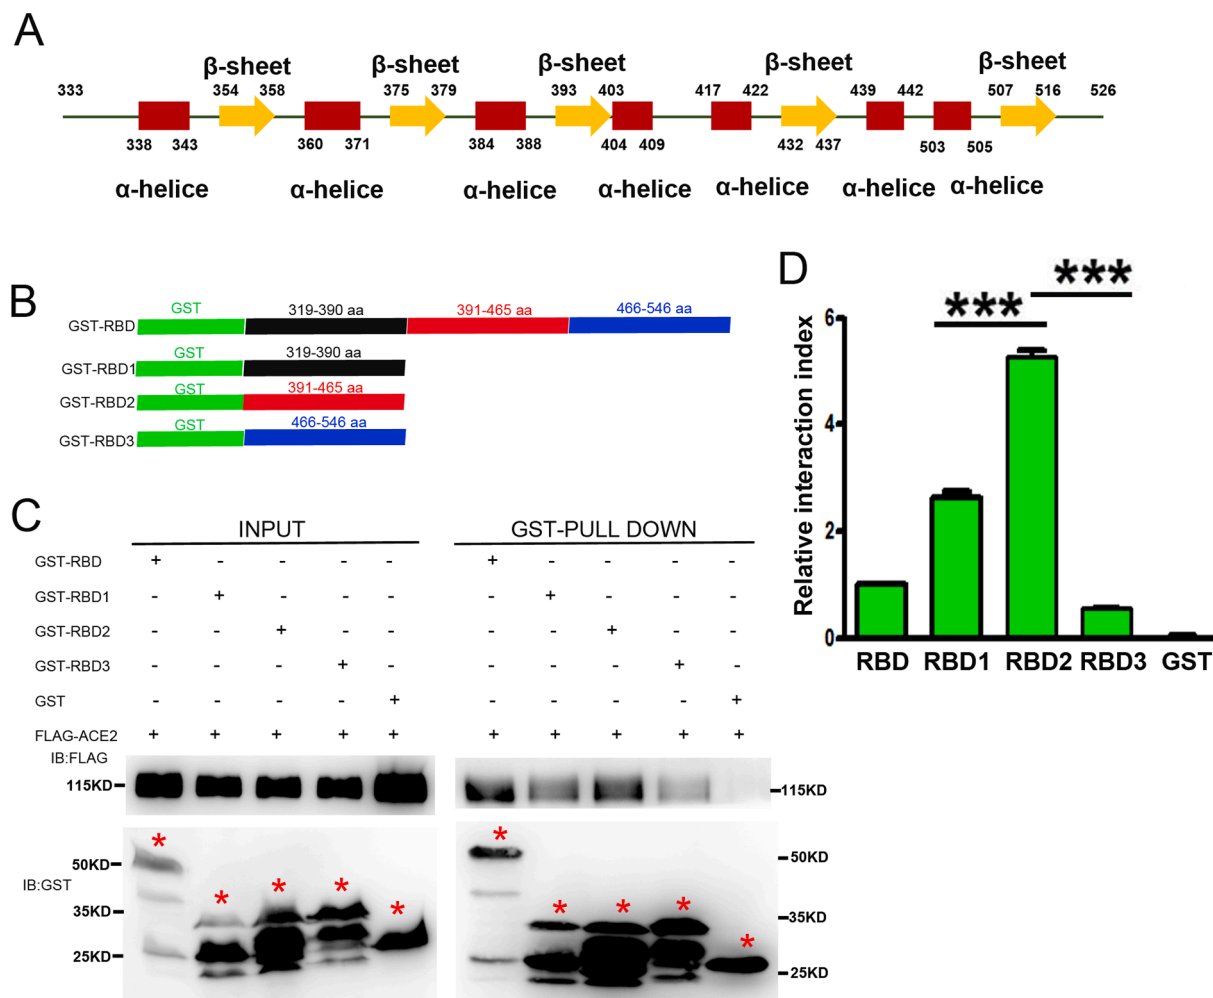 A
β-sheet β-sheet β-sheet β-sheet β-sheet
333 354 358 375 379 393 403 417 422 439 442 507 516 526
338 343 360 371 384 388 404 409 432 437 503 505
α-helice α-helice α-helice α-helice α-helice α-helice α-helice
B
GST 319-390 aa 391-465 aa 466-546 aa
GST-RBD
GST 319-390 aa
GST-RBD1
GST 391-465 aa
GST-RBD2
GST 466-546 aa
GST-RBD3
C
INPUT GST-PULL DOWN
GST-RBD + - - - - + - - - -
GST-RBD1 - + - - - - + - - -
GST-RBD2 - - + - - - - + - -
GST-RBD3 - - - + - - - - + -
GST - - - - + - - - - +
FLAG-ACE2 + + + + + + + + + +
IB:FLAG
115KD 115KD
* * * * * * * * * *
50KD 50KD
IB:GST
35KD 35KD
25KD 25KD
D
***
***
Relative interaction index
6
4
2
0
RBD RBD1 RBD2 RBD3 GST